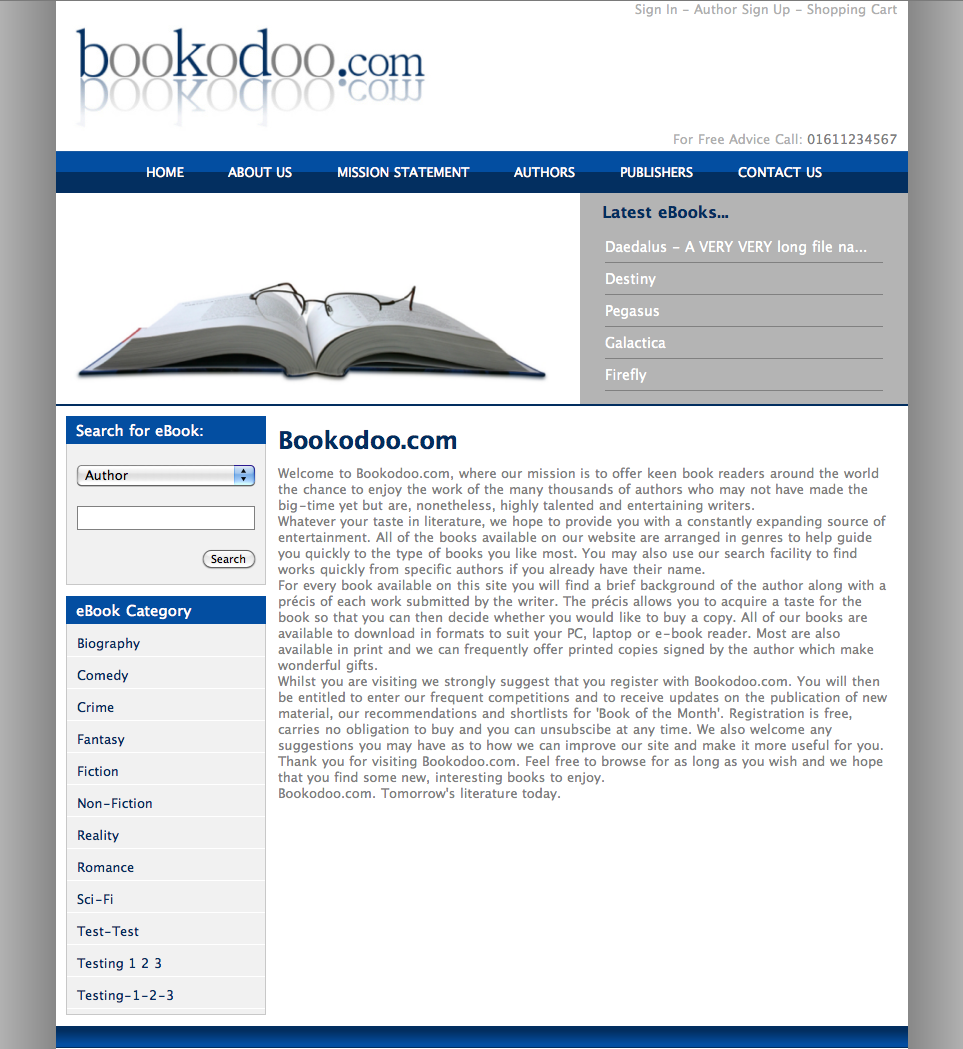 Sign In - Author Sign Up - Shopping Cart
bookodoo.com
For Free Advice Call: 01611234567
HOME ABOUT US MISSION STATEMENT AUTHORS PUBLISHERS CONTACT US
Latest eBooks...
Daedalus - A VERY VERY long file na...
Destiny
Pegasus
Galactica
Firefly
Search for eBook:
Author
Search
eBook Category
Biography
Comedy
Crime
Fantasy
Fiction
Non-Fiction
Reality
Romance
Sci-Fi
Test-Test
Testing 1 2 3
Testing-1-2-3
Bookodoo.com
Welcome to Bookodoo.com, where our mission is to offer keen book readers around the world
the chance to enjoy the work of the many thousands of authors who may not have made the
big-time yet but are, nonetheless, highly talented and entertaining writers.
Whatever your taste in literature, we hope to provide you with a constantly expanding source of
entertainment. All of the books available on our website are arranged in genres to help guide
you quickly to the type of books you like most. You may also use our search facility to find
works quickly from specific authors if you already have their name.
For every book available on this site you will find a brief background of the author along with a
précis of each work submitted by the writer. The précis allows you to acquire a taste for the
book so that you can then decide whether you would like to buy a copy. All of our books are
available to download in formats to suit your PC, laptop or e-book reader. Most are also
available in print and we can frequently offer printed copies signed by the author which make
wonderful gifts.
Whilst you are visiting we strongly suggest that you register with Bookodoo.com. You will then
be entitled to enter our frequent competitions and to receive updates on the publication of new
material, our recommendations and shortlists for 'Book of the Month'. Registration is free,
carries no obligation to buy and you can unsubscibe at any time. We also welcome any
suggestions you may have as to how we can improve our site and make it more useful for you.
Thank you for visiting Bookodoo.com. Feel free to browse for as long as you wish and we hope
that you find some new, interesting books to enjoy.
Bookodoo.com. Tomorrow's literature today.